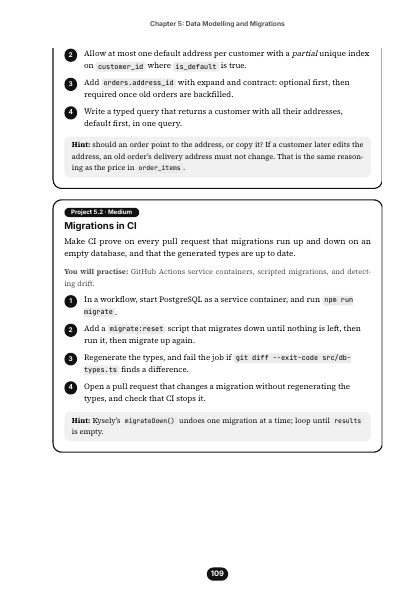 Chapter 5: Data Modelling and Migrations
2 Allow at most one default address per customer with a partial unique index
on customer_id where is_default is true.
3 Add orders.address_id with expand and contract: optional first, then
required once old orders are backfilled.
4 Write a typed query that returns a customer with all their addresses,
default first, in one query.
Hint: should an order point to the address, or copy it? If a customer later edits the
address, an old order's delivery address must not change. That is the same reason-
ing as the price in order_items .
Project 5.2 · Medium
Migrations in CI
Make CI prove on every pull request that migrations run up and down on an
empty database, and that the generated types are up to date.
You will practise: GitHub Actions service containers, scripted migrations, and detect-
ing drift.
1 In a workflow, start PostgreSQL as a service container, and run npm run
migrate .
2 Add a migrate:reset script that migrates down until nothing is left, then
run it, then migrate up again.
3 Regenerate the types, and fail the job if git diff --exit-code src/db-
types.ts finds a difference.
4 Open a pull request that changes a migration without regenerating the
types, and check that CI stops it.
Hint: Kysely's migrateDown() undoes one migration at a time; loop until results
is empty.
109